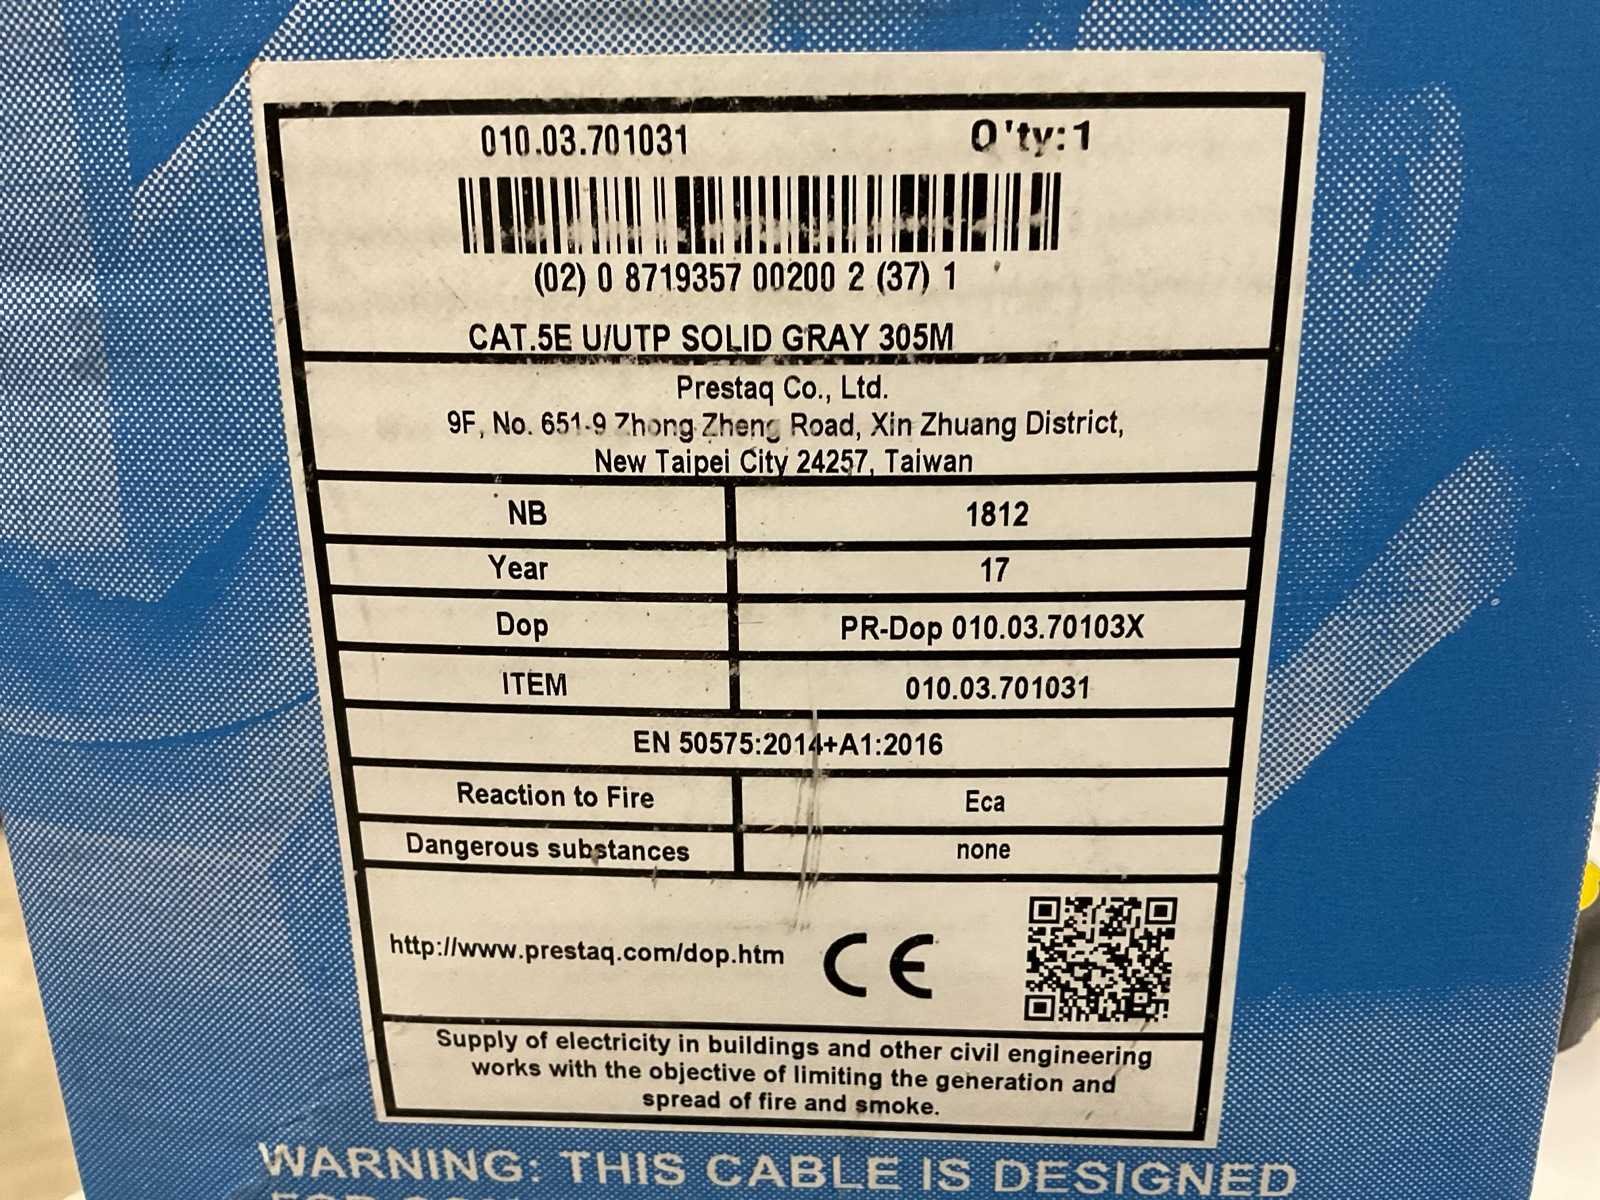 010.03.701031 Q'ty:1
(02) 0 8719357 00200 2 (37) 1
CAT.5E U/UTP SOLID GRAY 305M
Prestaq Co., Ltd.
9F, No. 651-9 Zhong Zheng Road, Xin Zhuang District,
New Taipei City 24257, Taiwan
NB 1812
Year 17
Dop PR-Dop 010.03.70103X
ITEM 010.03.701031
EN 50575:2014+A1:2016
Reaction to Fire Eca
Dangerous substances none
http://www.prestaq.com/dop.htm CE
Supply of electricity in buildings and other civil engineering
works with the objective of limiting the generation and
spread of fire and smoke.
WARNING: THIS CABLE IS DESIGNED